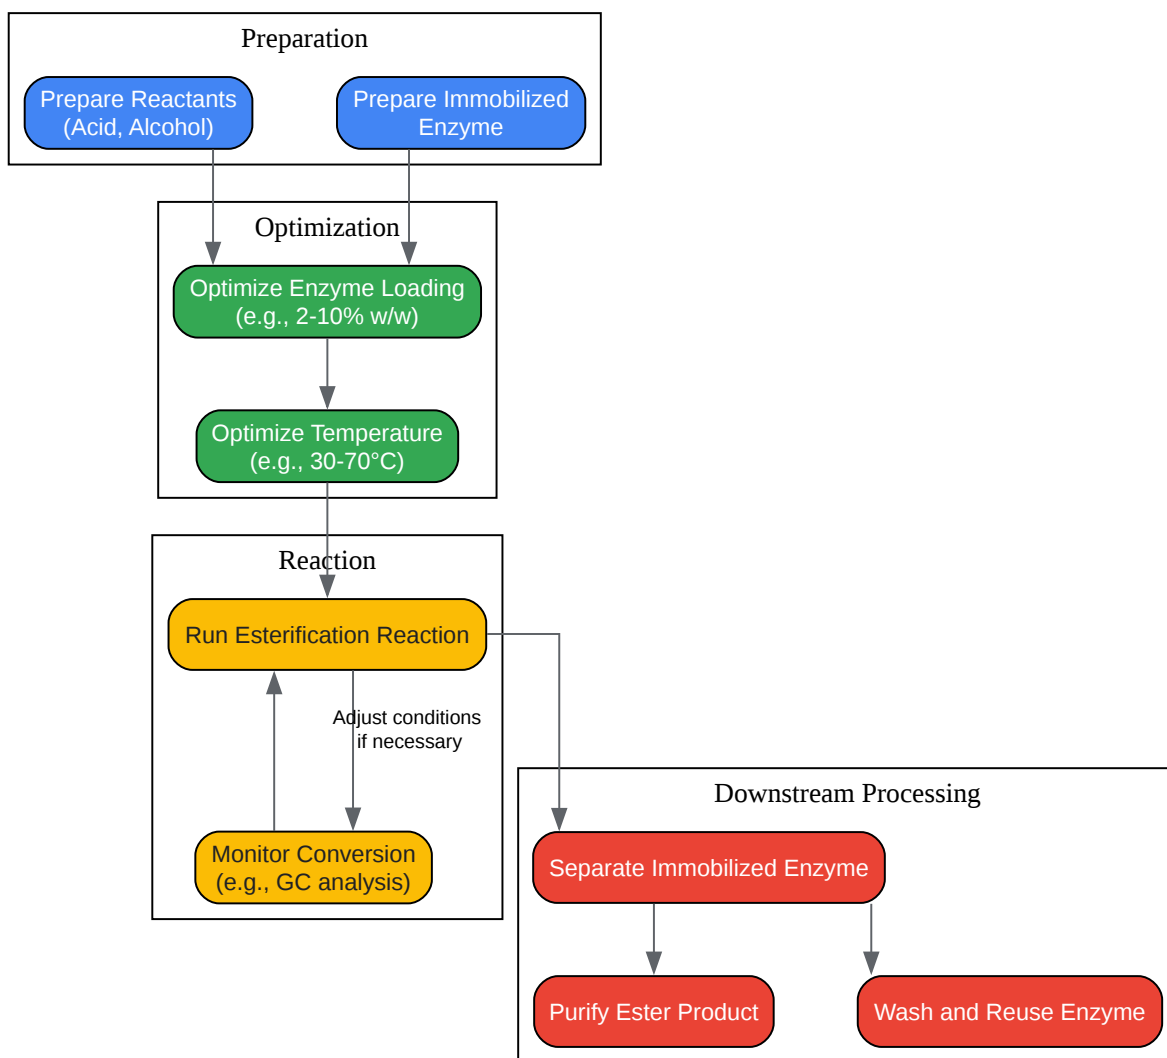 Preparation
Prepare Reactants
(Acid, Alcohol)
Prepare Immobilized
Enzyme
Optimization
Optimize Enzyme Loading
(e.g., 2-10% w/w)
Optimize Temperature
(e.g., 30-70°C)
Reaction
Run Esterification Reaction
Adjust conditions
if necessary
Monitor Conversion
(e.g., GC analysis)
Downstream Processing
Separate Immobilized Enzyme
Purify Ester Product
Wash and Reuse Enzyme